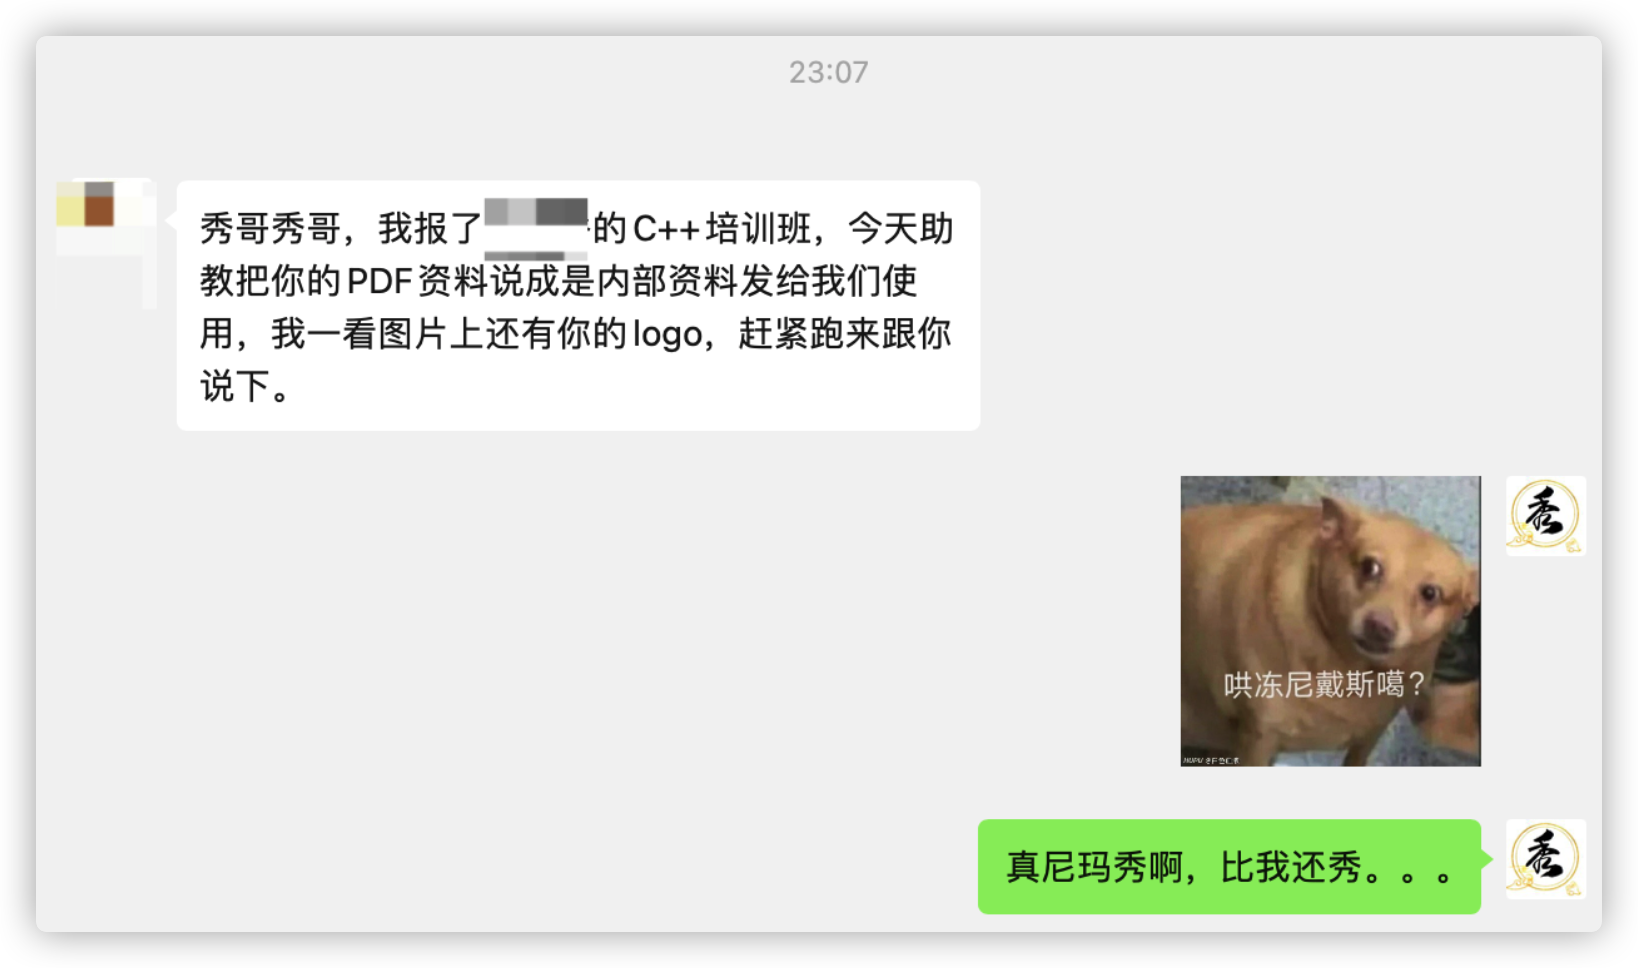 23:07
秀哥秀哥，我报了的C++培训班，今天助
教把你的PDF资料说成是内部资料发给我们使
用，我一看图片上还有你的logo，赶紧跑来跟你
说下。
秀
哄冻尼戴斯噶？
真尼玛秀啊，比我还秀。。。
秀